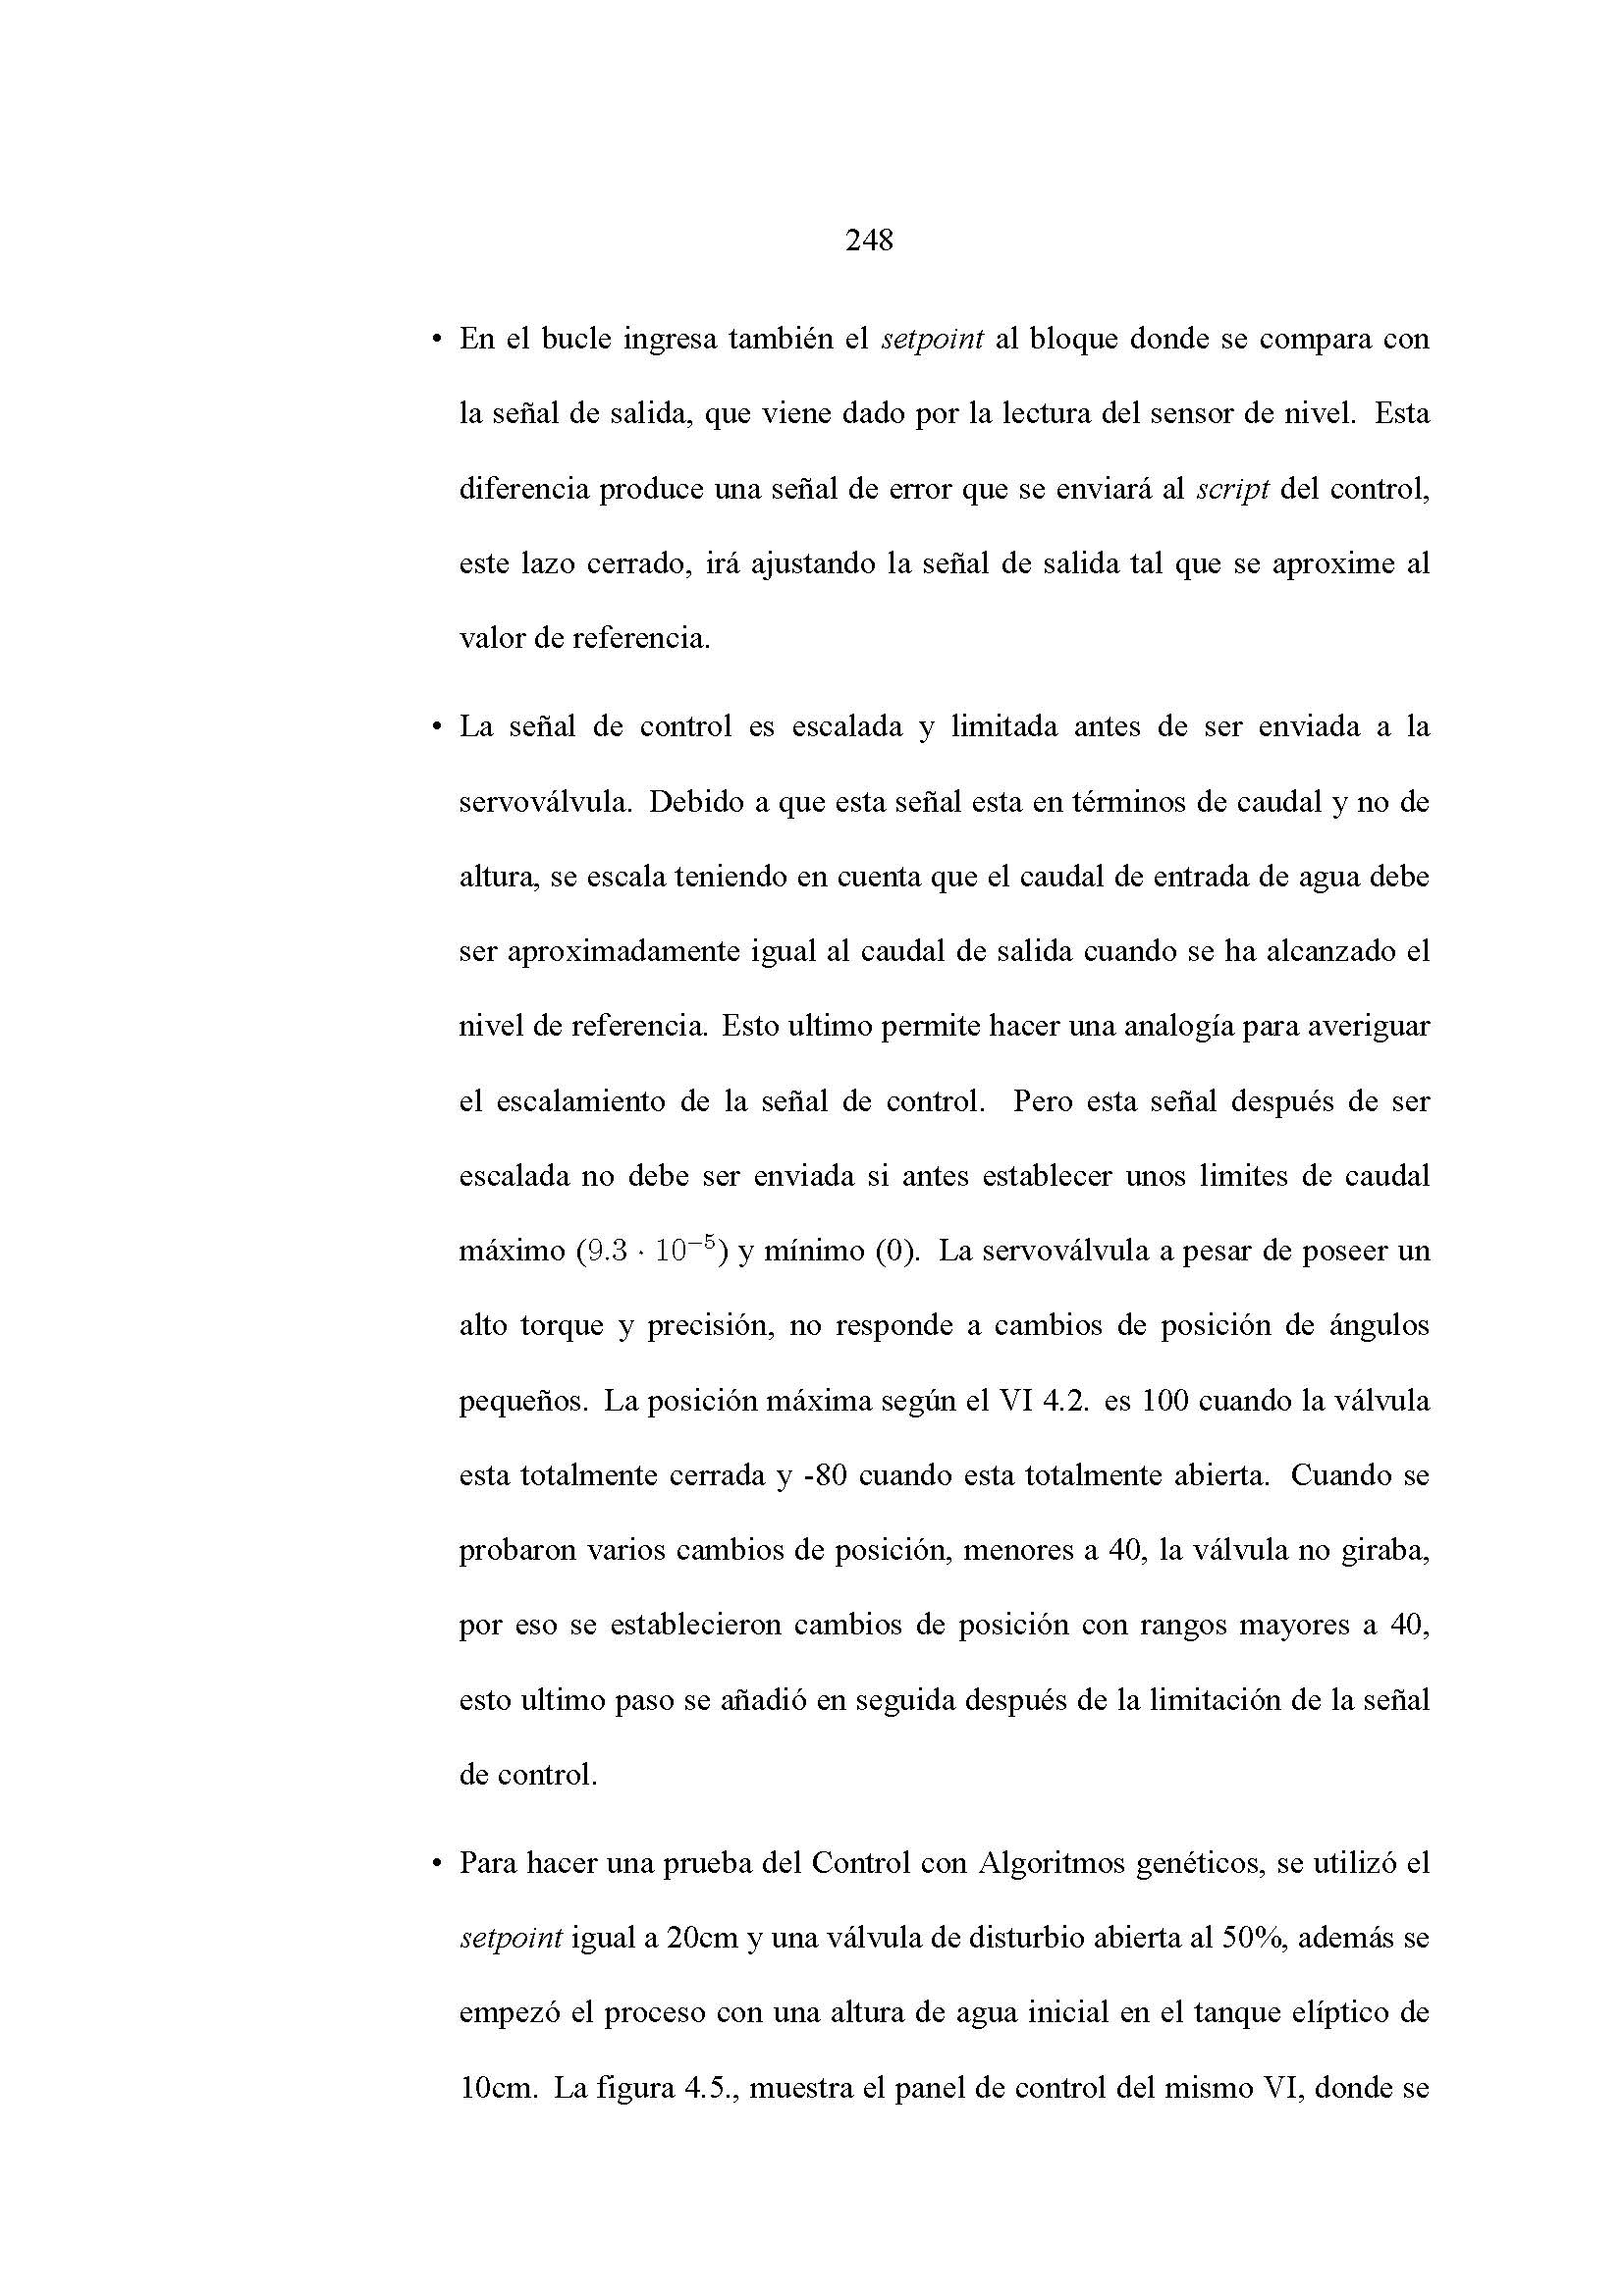 248
• En el bucle ingresa también el setpoint al bloque donde se compara con
la señal de salida, que viene dado por la lectura del sensor de nivel. Esta
diferencia produce una señal de error que se enviará al script del control,
este lazo cerrado, irá ajustando la señal de salida tal que se aproxime al
valor de referencia.
• La señal de control es escalada y limitada antes de ser enviada a la
servoválvula. Debido a que esta señal esta en términos de caudal y no de
altura, se escala teniendo en cuenta que el caudal de entrada de agua debe
ser aproximadamente igual al caudal de salida cuando se ha alcanzado el
nivel de referencia. Esto ultimo permite hacer una analogía para averiguar
el escalamiento de la señal de control. Pero esta señal después de ser
escalada no debe ser enviada si antes establecer unos limites de caudal
máximo (9.3 · 10⁻⁵) y mínimo (0). La servoválvula a pesar de poseer un
alto torque y precisión, no responde a cambios de posición de ángulos
pequeños. La posición máxima según el VI 4.2. es 100 cuando la válvula
esta totalmente cerrada y -80 cuando esta totalmente abierta. Cuando se
probaron varios cambios de posición, menores a 40, la válvula no giraba,
por eso se establecieron cambios de posición con rangos mayores a 40,
esto ultimo paso se añadió en seguida después de la limitación de la señal
de control.
• Para hacer una prueba del Control con Algoritmos genéticos, se utilizó el
setpoint igual a 20cm y una válvula de disturbio abierta al 50%, además se
empezó el proceso con una altura de agua inicial en el tanque elíptico de
10cm. La figura 4.5., muestra el panel de control del mismo VI, donde se